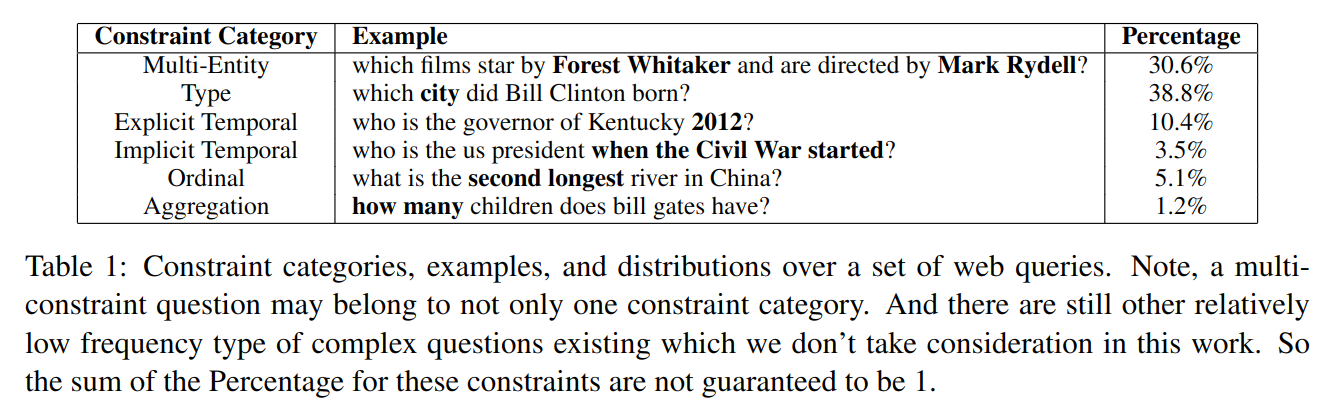 Constraint Category Example Percentage
Multi-Entity which films star by Forest Whitaker and are directed by Mark Rydell? 30.6%
Type which city did Bill Clinton born? 38.8%
Explicit Temporal who is the governor of Kentucky 2012? 10.4%
Implicit Temporal who is the us president when the Civil War started? 3.5%
Ordinal what is the second longest river in China? 5.1%
Aggregation how many children does bill gates have? 1.2%
Table 1: Constraint categories, examples, and distributions over a set of web queries. Note, a multi-
constraint question may belong to not only one constraint category. And there are still other relatively
low frequency type of complex questions existing which we don't take consideration in this work. So
the sum of the Percentage for these constraints are not guaranteed to be 1.